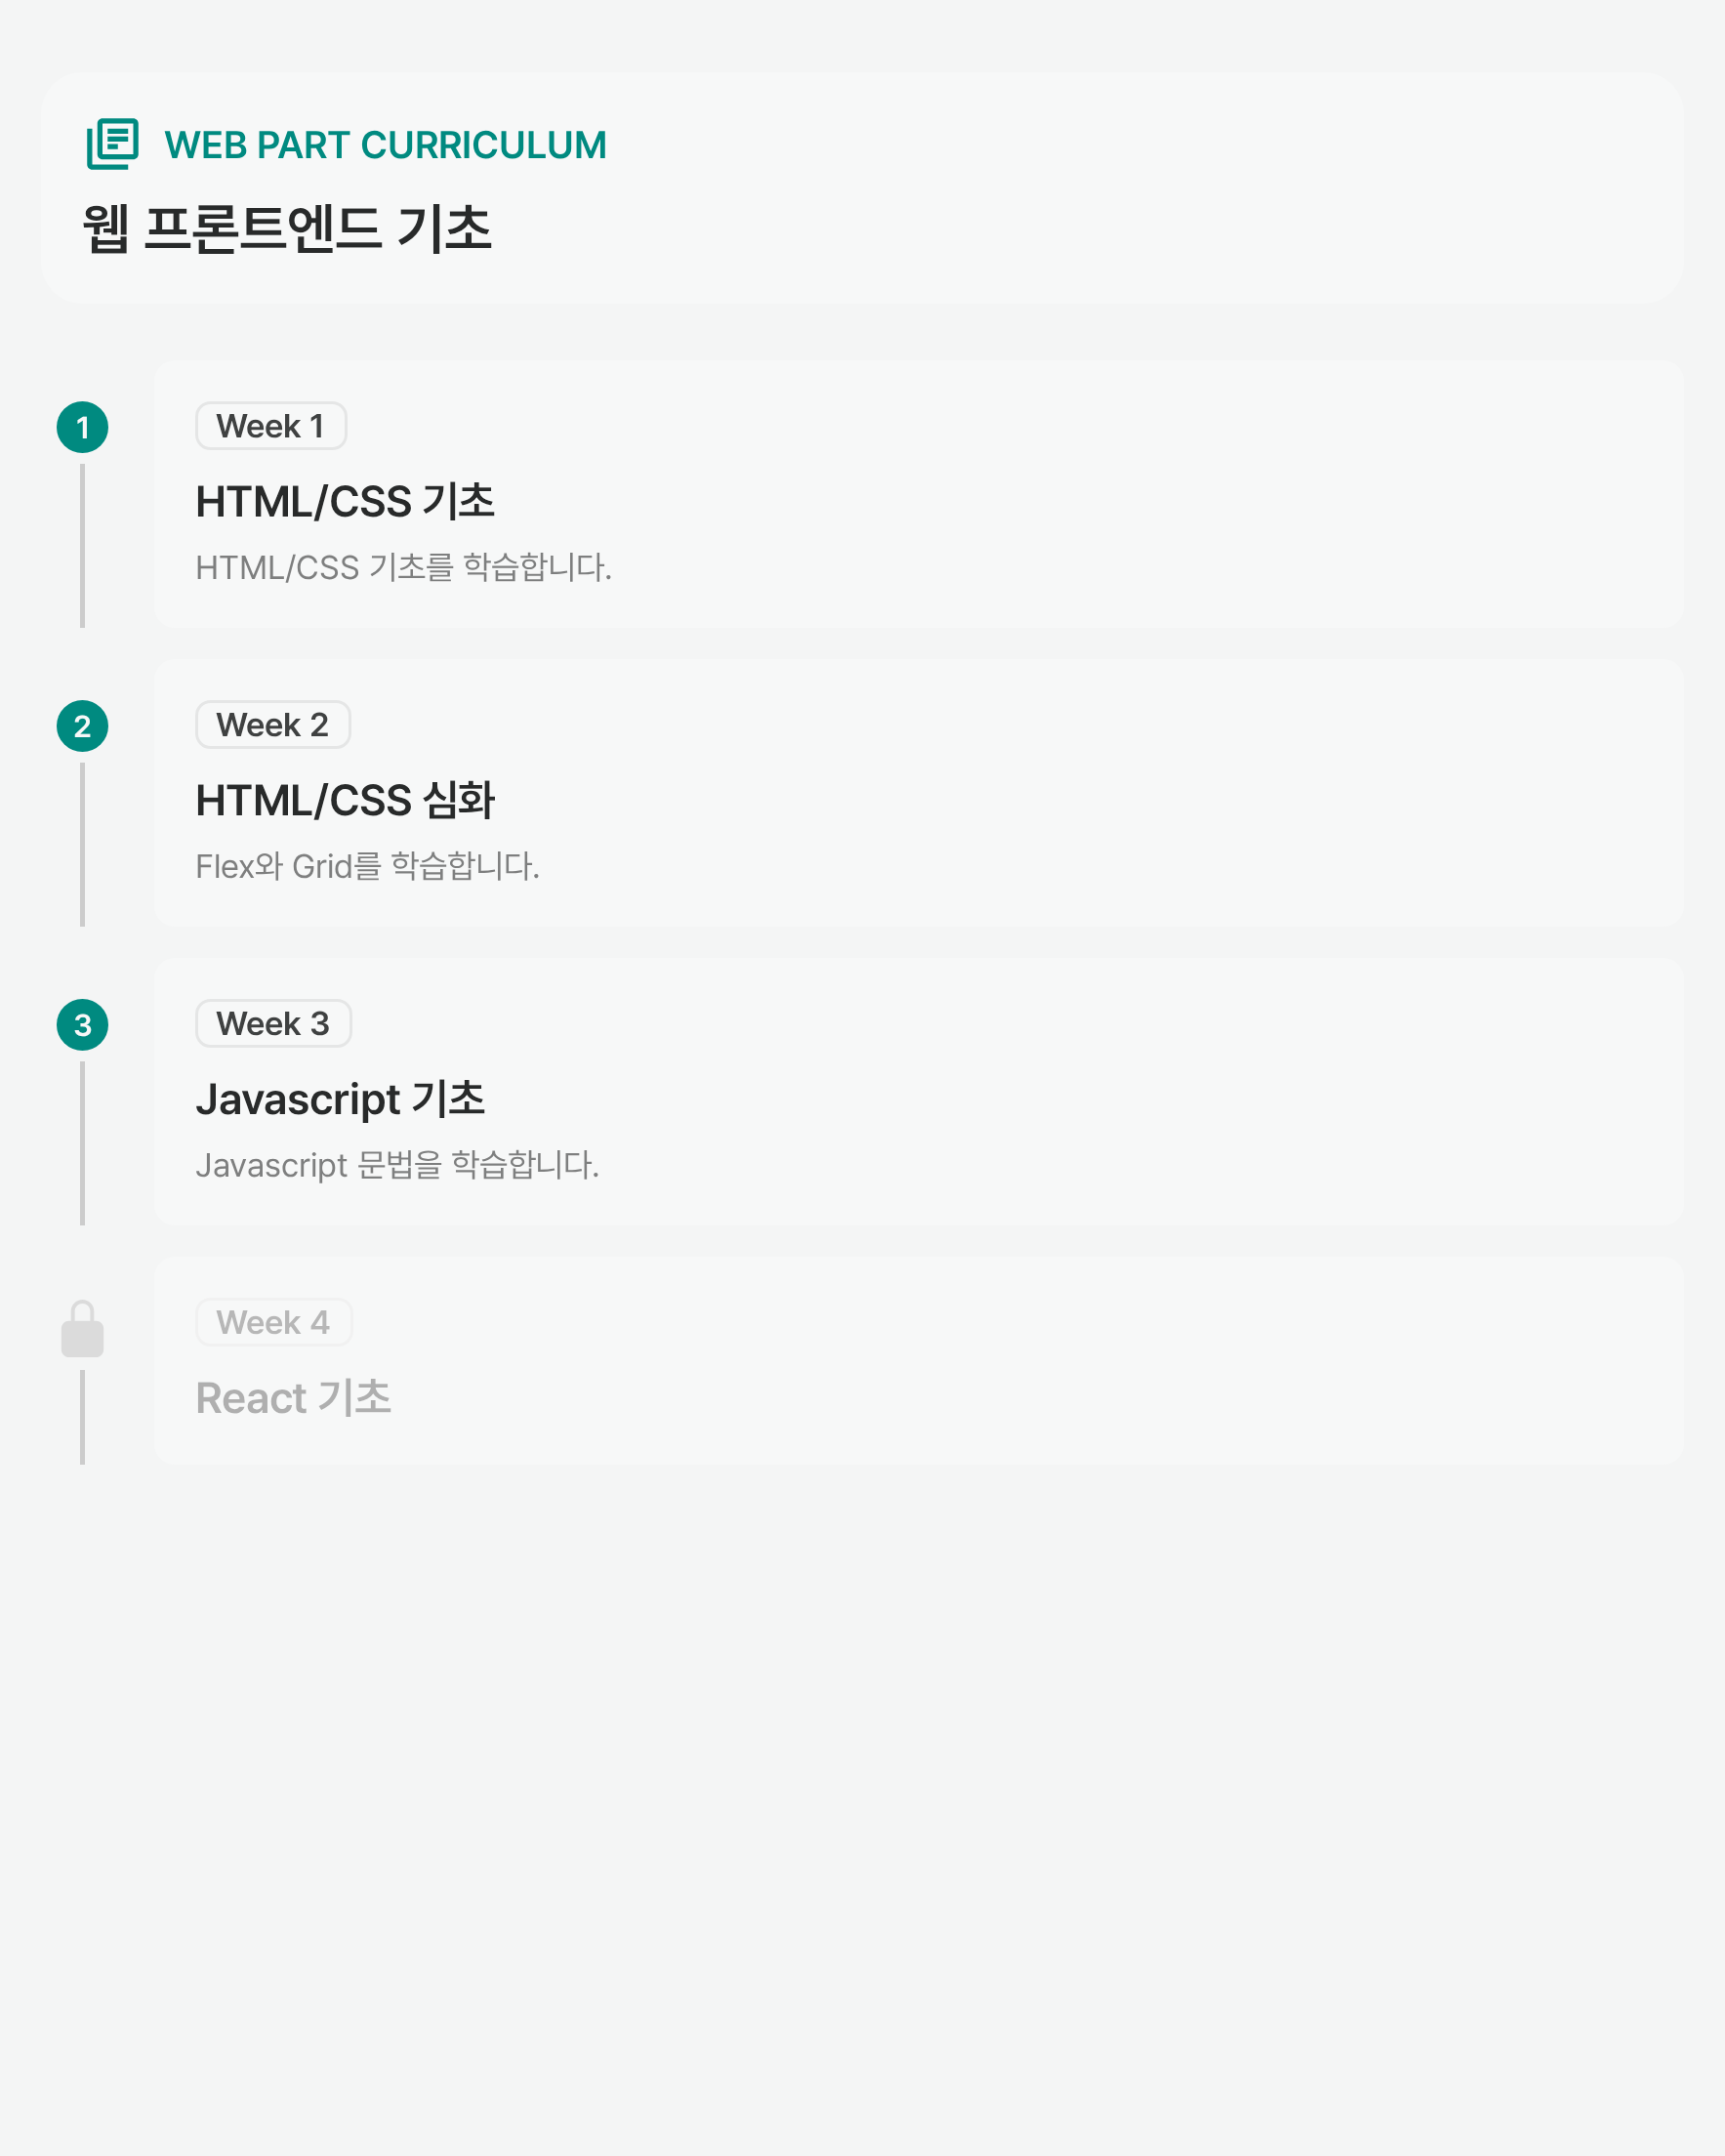 WEB PART CURRICULUM
웹 프론트엔드 기초
1
Week 1
HTML/CSS 기초
HTML/CSS 기초를 학습합니다.
2
Week 2
HTML/CSS 심화
Flex와 Grid를 학습합니다.
3
Week 3
Javascript 기초
Javascript 문법을 학습합니다.
Week 4
React 기초